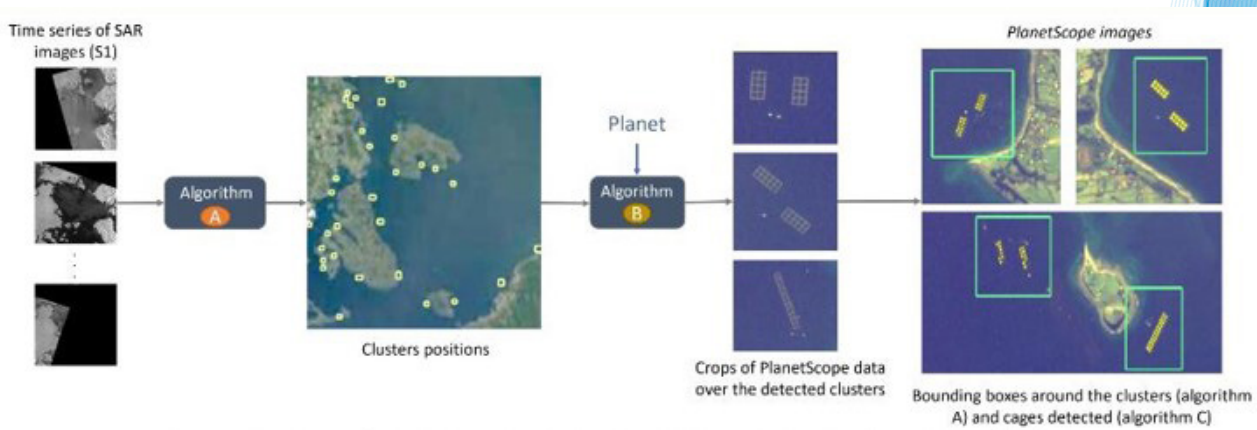 Time series of SAR
images (S1)
Algorithm
A
Clusters positions
Planet
Algorithm
B
Crops of PlanetScope data
over the detected clusters
PlanetScope images
Bounding boxes around the clusters (algorithm
A) and cages detected (algorithm C)